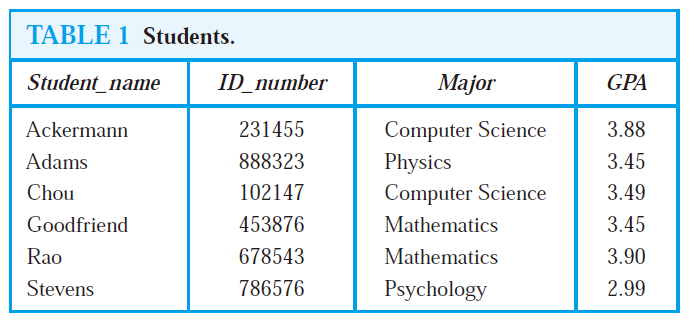 TABLE 1 Students.
Student_name ID_number Major GPA
Ackermann 231455 Computer Science 3.88
Adams 888323 Physics 3.45
Chou 102147 Computer Science 3.49
Goodfriend 453876 Mathematics 3.45
Rao 678543 Mathematics 3.90
Stevens 786576 Psychology 2.99